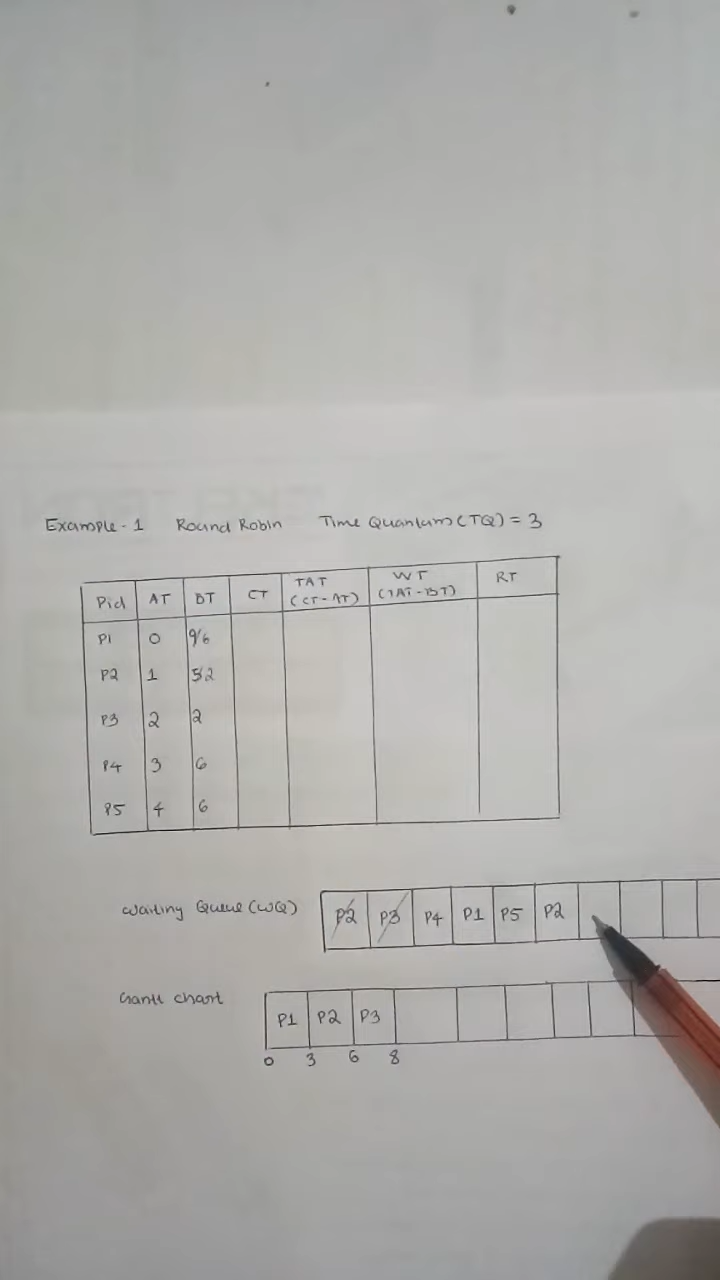 Example-1 Round Robin Time Quantum(TQ) = 3
Pid AT BT CT TAT (CT-AT) WT (TAT-BT) RT
P1 0 9 6
P2 1 5 2
P3 2 2
P4 3 6
P5 4 6
Waiting Queue(WQ) P2 P3 P4 P1 P5 P2
Gantt chart P1 P2 P3
0 3 6 8